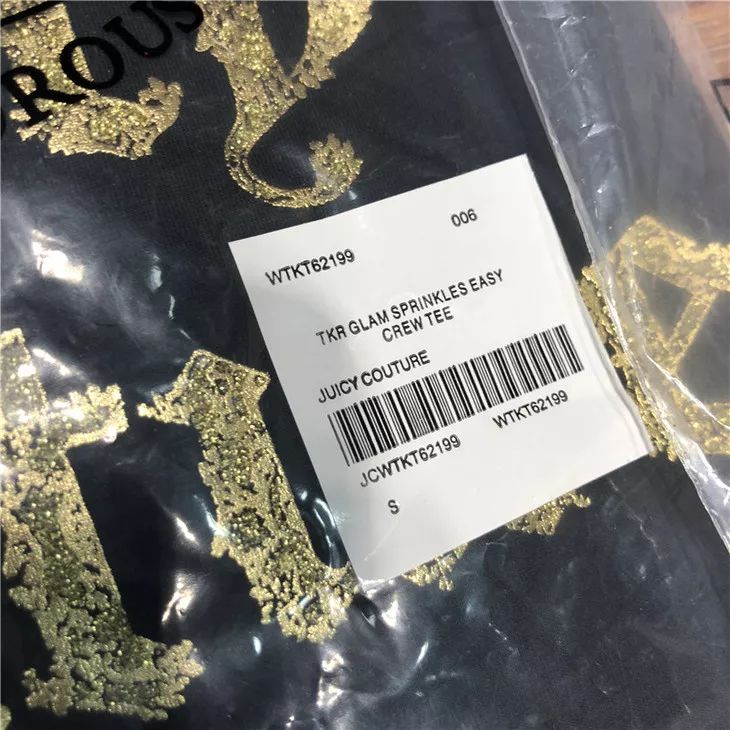 ROUS
006
WTKT62199
TKR GLAM SPRINKLES EASY
CREW TEE
JUICY COUTURE
JCWTKT62199 WTKT62199
S